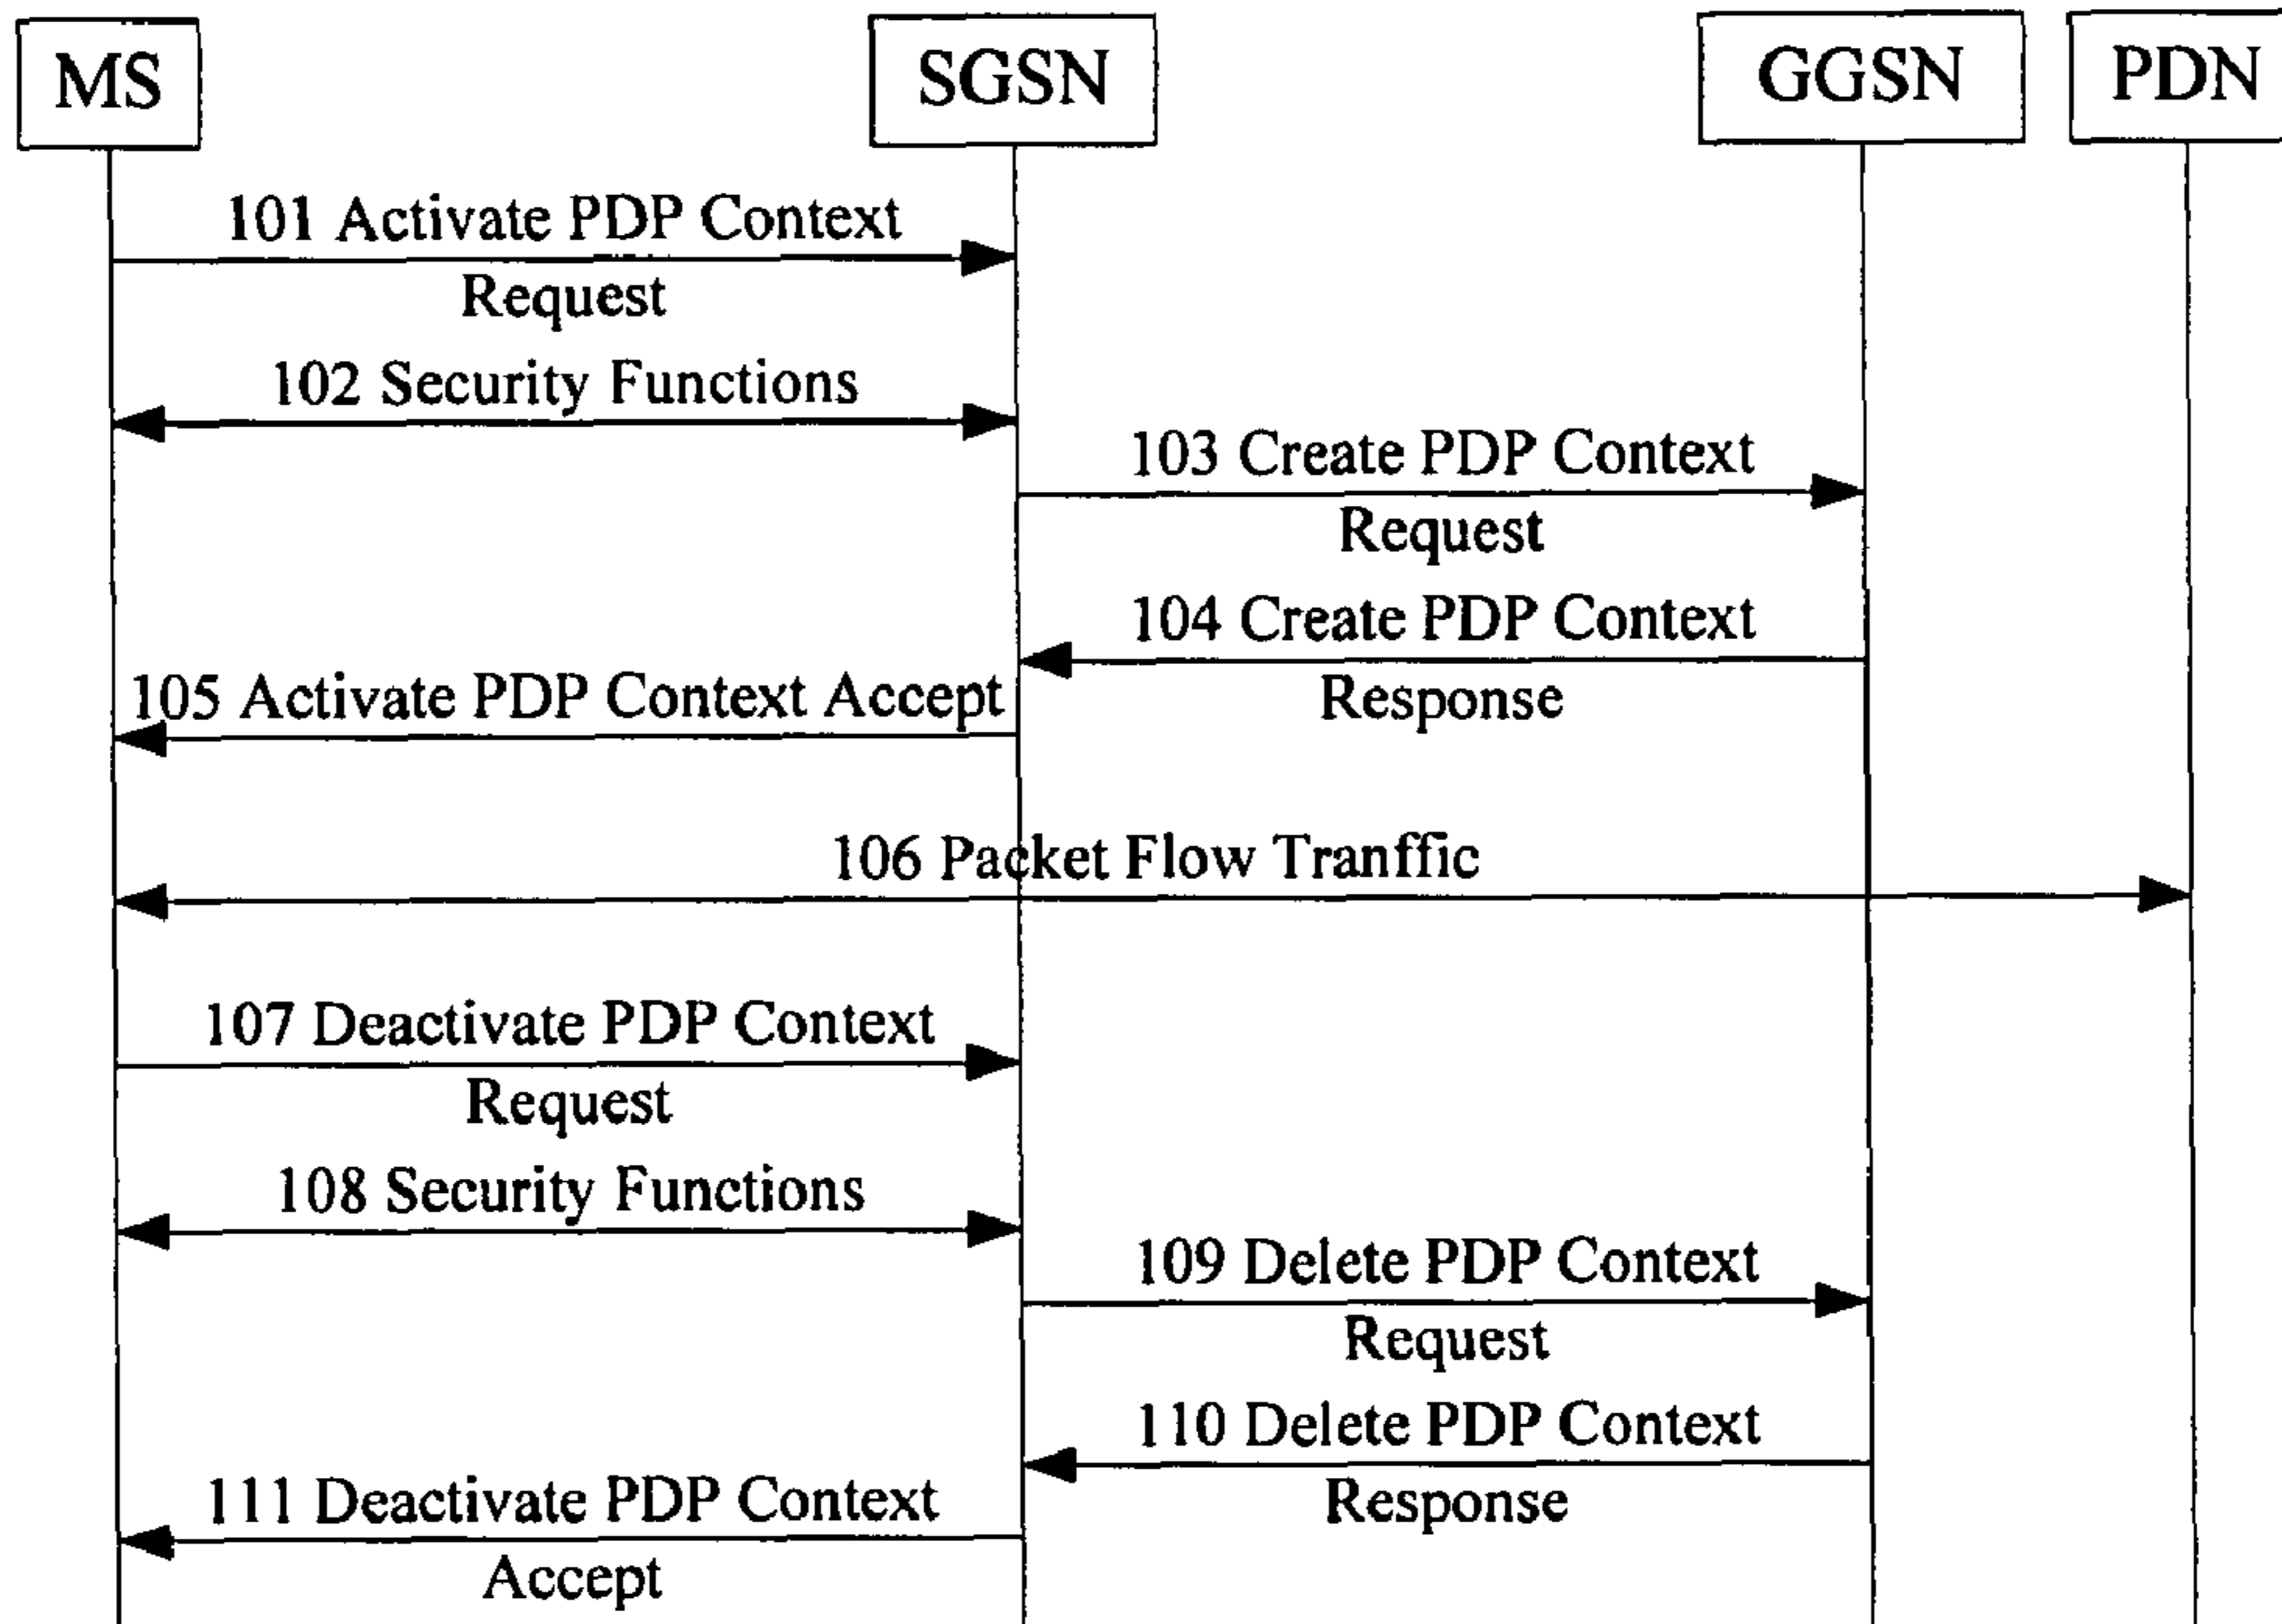 MS
SGSN
GGSN
PDN
101 Activate PDP Context
Request
102 Security Functions
103 Create PDP Context
Request
104 Create PDP Context
Response
105 Activate PDP Context Accept
106 Packet Flow Tranffic
107 Deactivate PDP Context
Request
108 Security Functions
109 Delete PDP Context
Request
110 Delete PDP Context
Response
111 Deactivate PDP Context
Accept